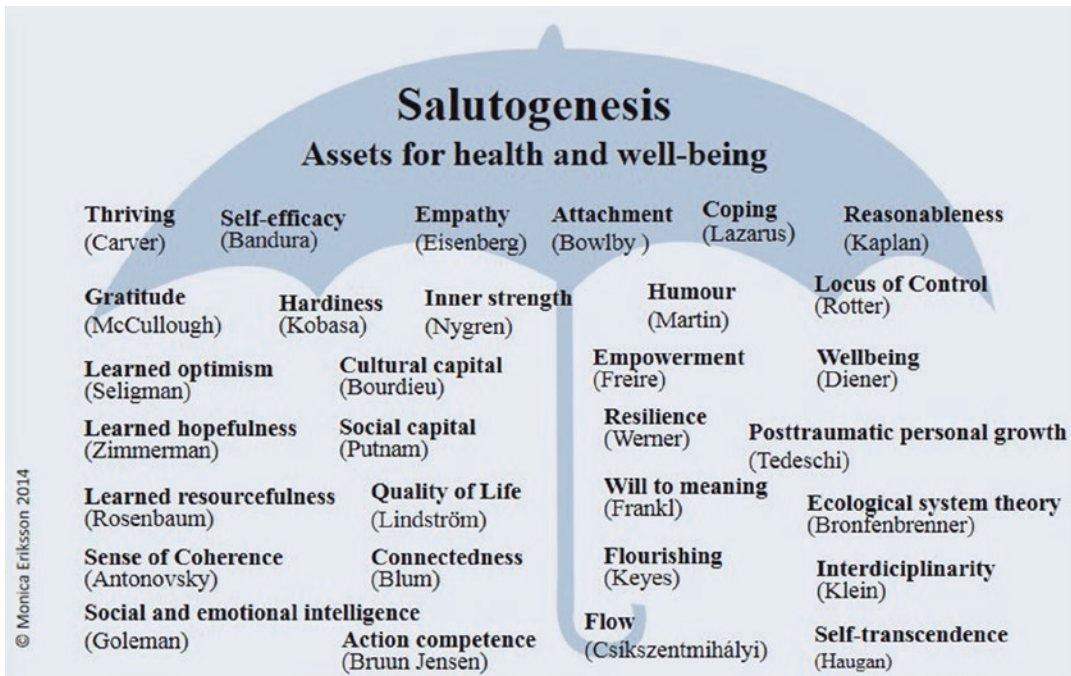 Salutogenesis
Assets for health and well-being
Thriving
(Carver)
Self-efficacy
(Bandura)
Empathy
(Eisenberg)
Attachment
(Bowlby )
Coping
(Lazarus)
Reasonableness
(Kaplan)
Gratitude
(McCullough)
Hardiness
(Kobasa)
Inner strength
(Nygren)
Humour
(Martin)
Locus of Control
(Rotter)
Learned optimism
(Seligman)
Cultural capital
(Bourdieu)
Empowerment
(Freire)
Wellbeing
(Diener)
Learned hopefulness
(Zimmerman)
Social capital
(Putnam)
Resilience
(Werner)
Posttraumatic personal growth
(Tedeschi)
Learned resourcefulness
(Rosenbaum)
Quality of Life
(Lindström)
Will to meaning
(Frankl)
Ecological system theory
(Bronfenbrenner)
Sense of Coherence
(Antonovsky)
Connectedness
(Blum)
Flourishing
(Keyes)
Interdiciplinarity
(Klein)
Social and emotional intelligence
(Goleman)
Action competence
(Bruun Jensen)
Flow
(Csíkszentmihályi)
Self-transcendence
(Haugan)
© Monica Eriksson 2014